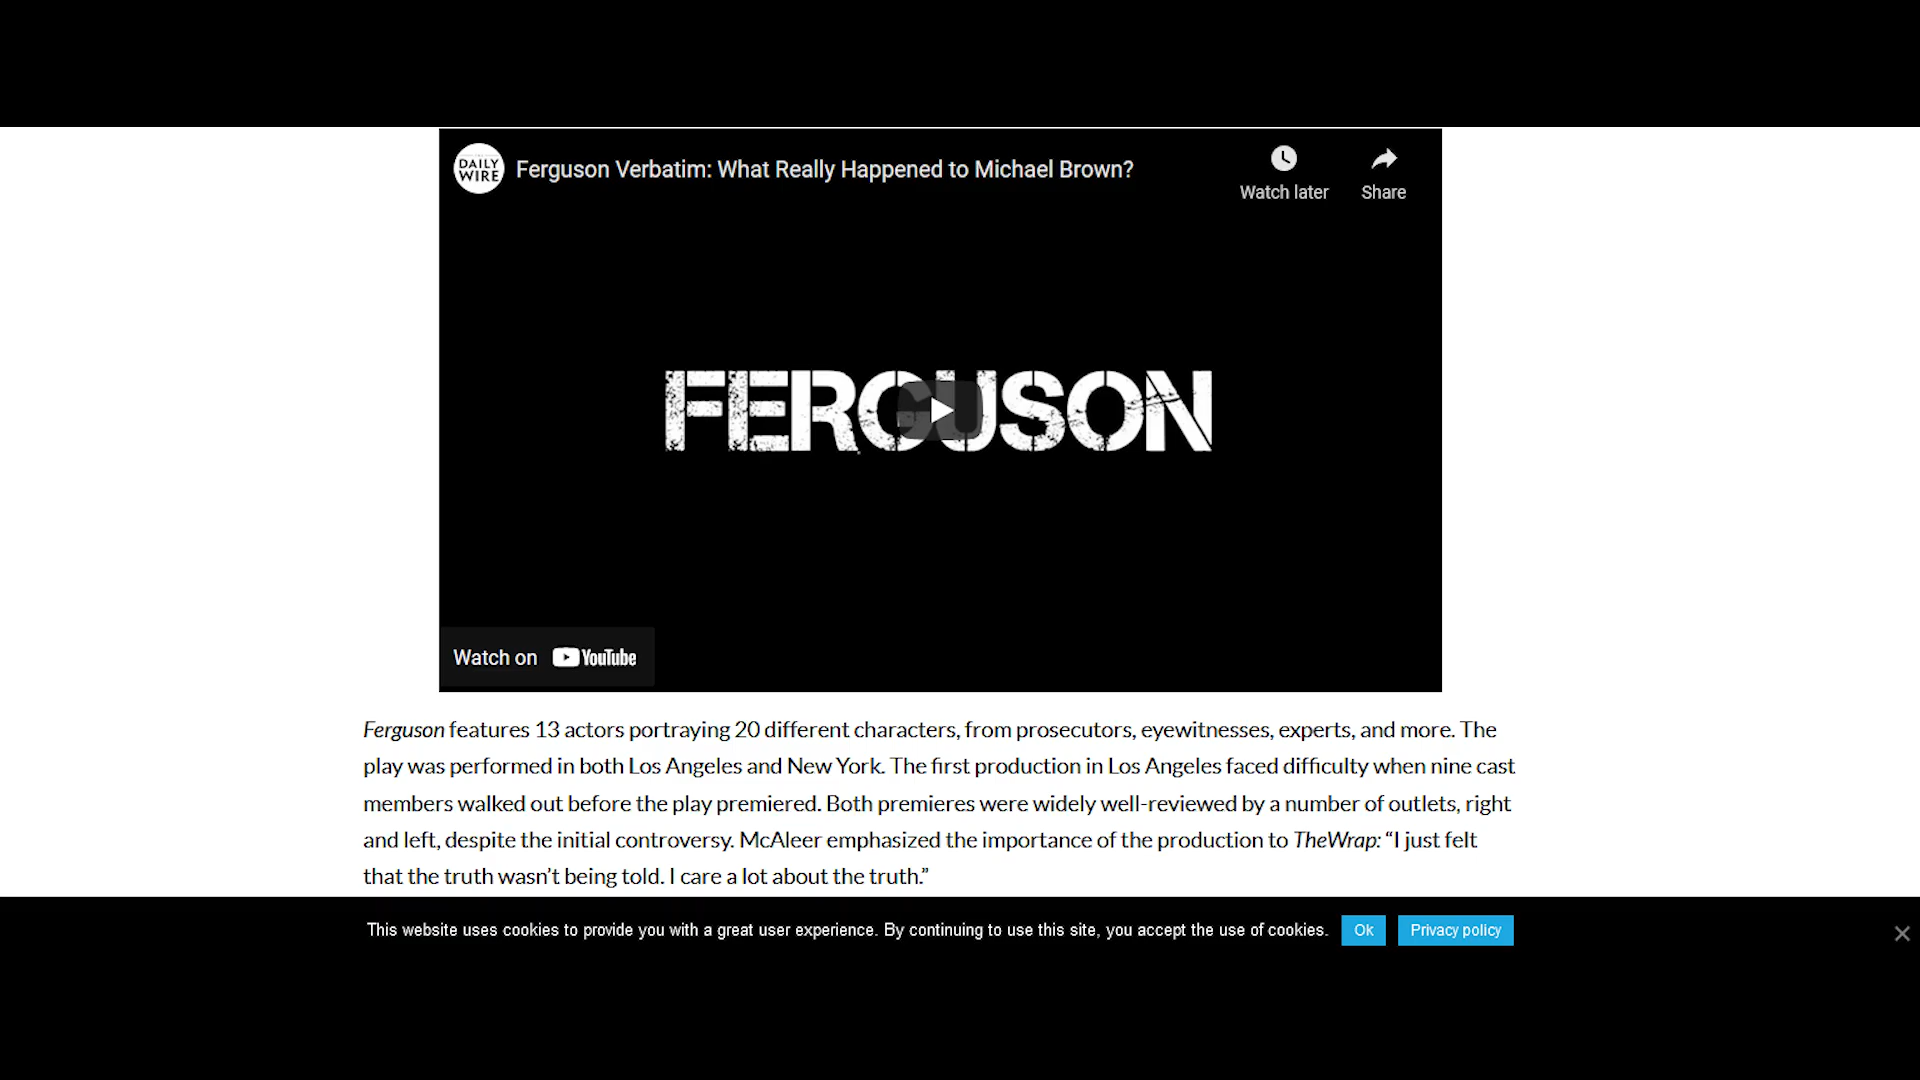 DAILY
WIRE
Ferguson Verbatim: What Really Happened to Michael Brown?
Watch later
Share
FERGUSON
Watch on YouTube
Ferguson features 13 actors portraying 20 different characters, from prosecutors, eyewitnesses, experts, and more. The
play was performed in both Los Angeles and New York. The first production in Los Angeles faced difficulty when nine cast
members walked out before the play premiered. Both premieres were widely well-reviewed by a number of outlets, right
and left, despite the initial controversy. McAleer emphasized the importance of the production to TheWrap: “I just felt
that the truth wasn’t being told. I care a lot about the truth.”
This website uses cookies to provide you with a great user experience. By continuing to use this site, you accept the use of cookies. Ok Privacy policy